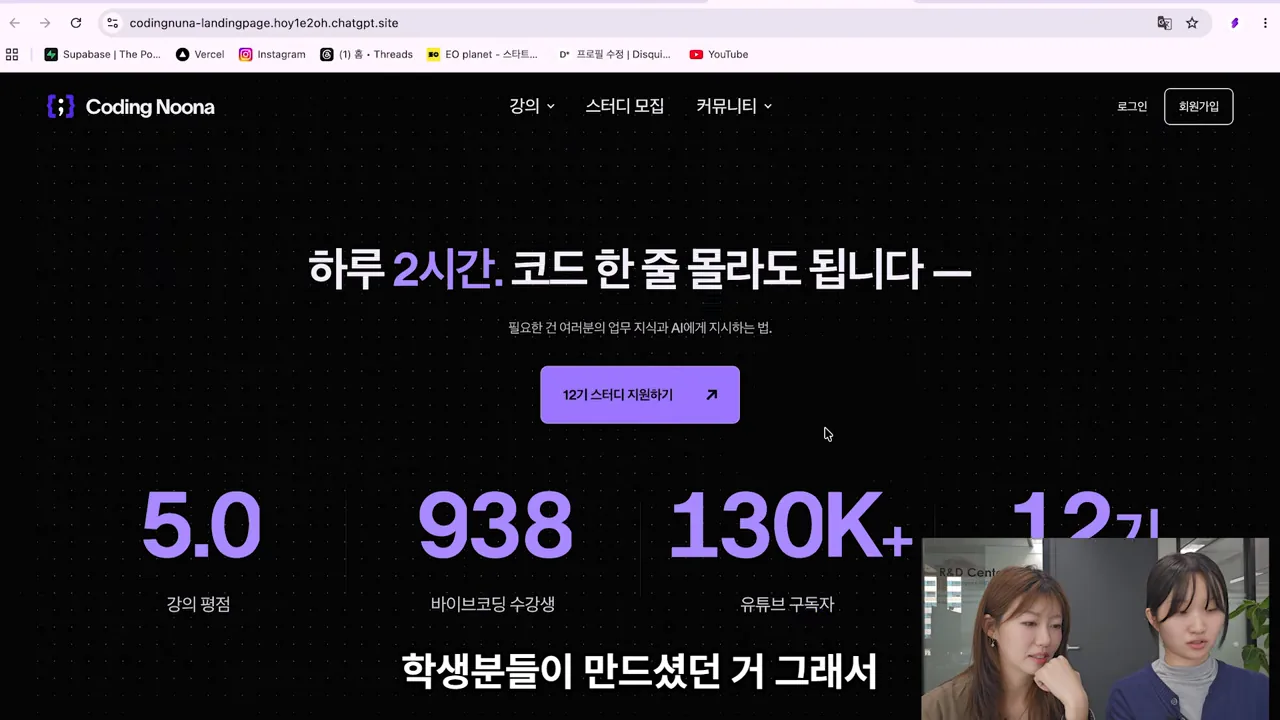 codingnuna-landingpage.hoy1e2oh.chatgpt.site
Supabase | The Po...
Vercel
Instagram
(1) 홈 • Threads
EO planet - 스타트...
D+ 프로필 수정 | Disqui...
YouTube
{;} Coding Noona
강의
스터디 모집
커뮤니티
로그인
회원가입
하루 2시간. 코드 한 줄 몰라도 됩니다 —
필요한 건 여러분의 업무 지식과 AI에게 지시하는 법.
12기 스터디 지원하기
5.0
938
130K+
12기
강의 평점
바이브코딩 수강생
유튜브 구독자
R&D Cente
학생분들이 만드셨던 거 그래서